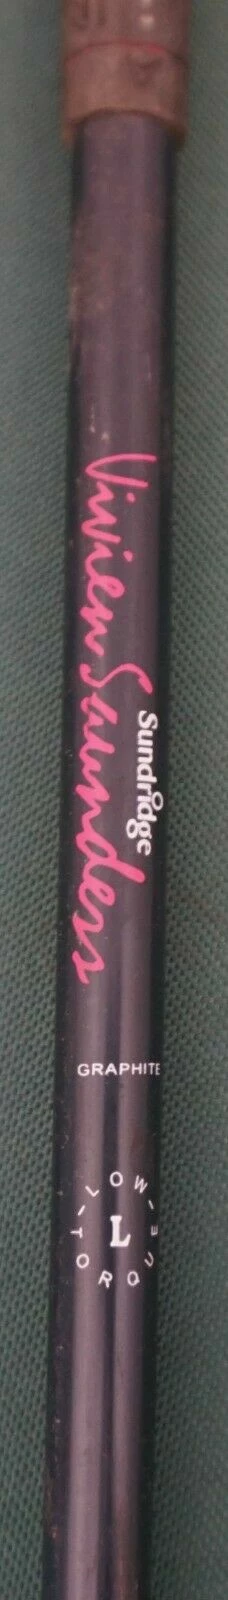 Vivien Saunders
Sundridge
GRAPHITE
LOW-TORQUE-
L